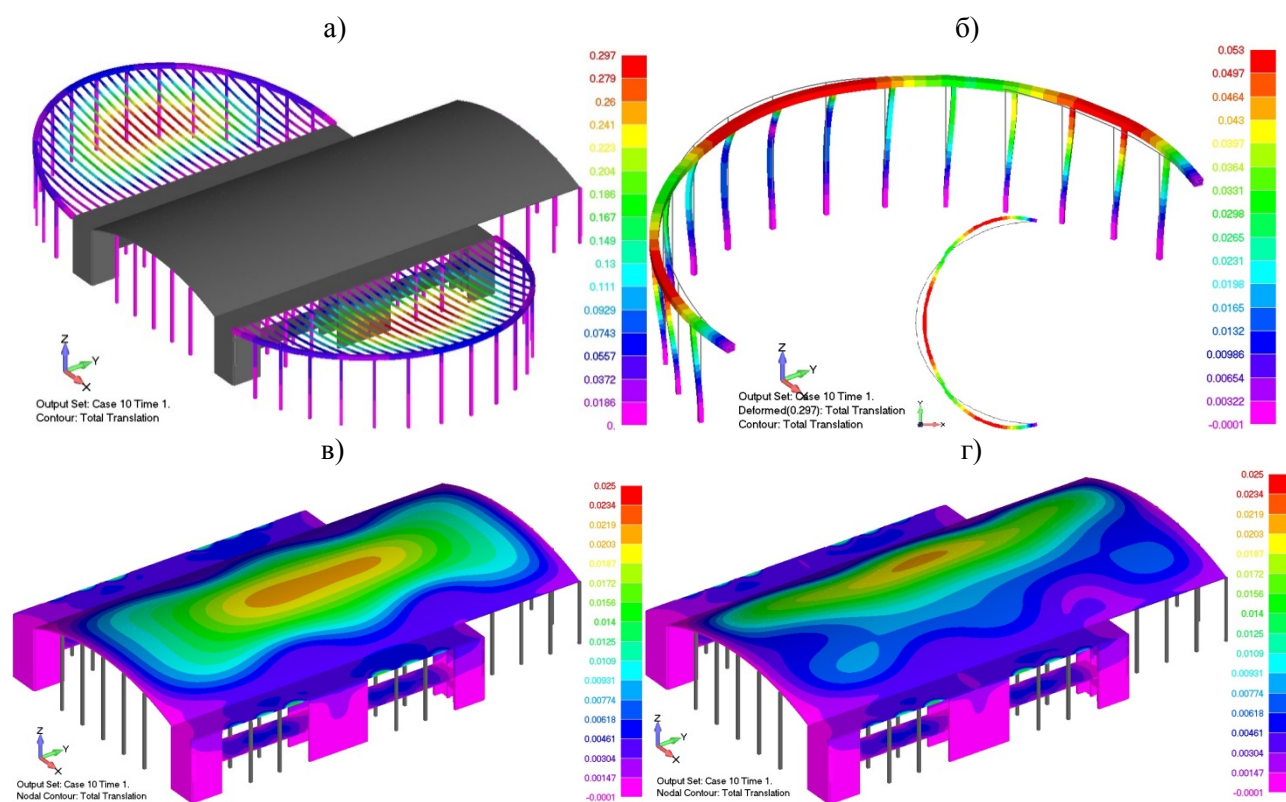 а)
0.297
0.279
0.26
0.241
0.223
0.204
0.186
0.167
0.149
0.13
0.111
0.0929
0.0743
0.0557
0.0372
0.0186
0.
Z
Y
X
Output Set: Case 10 Time 1.
Contour: Total Translation
б)
0.053
0.0497
0.0464
0.043
0.0397
0.0364
0.0331
0.0298
0.0265
0.0231
0.0198
0.0165
0.0132
0.00986
0.00654
0.00322
-0.0001
Z
Y
X
Output Set: Case 10 Time 1.
Deformed(0.297): Total Translation
Contour: Total Translation
Y
X
в)
0.025
0.0234
0.0219
0.0203
0.0187
0.0172
0.0156
0.014
0.0125
0.0109
0.00931
0.00774
0.00618
0.00461
0.00304
0.00147
-0.0001
Z
Y
X
Output Set: Case 10 Time 1.
Nodal Contour: Total Translation
г)
0.025
0.0234
0.0219
0.0203
0.0187
0.0172
0.0156
0.014
0.0125
0.0109
0.00931
0.00774
0.00618
0.00461
0.00304
0.00147
-0.0001
Z
Y
X
Output Set: Case 10 Time 1.
Nodal Contour: Total Translation